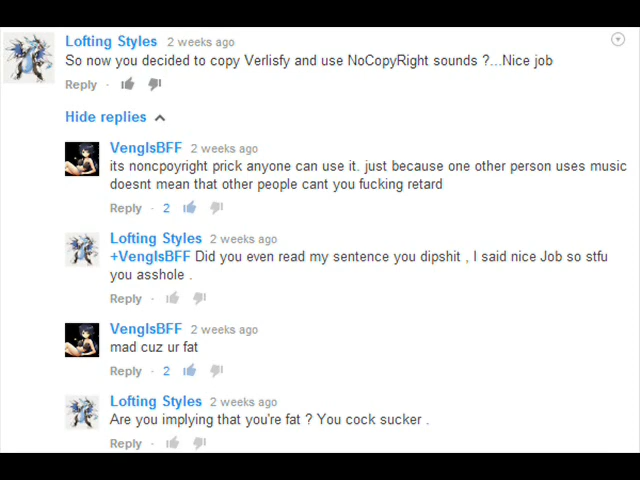 Lofting Styles 2 weeks ago
So now you decided to copy Verlisfy and use NoCopyRight sounds ?...Nice job
Reply ·
Hide replies
VengIsBFF 2 weeks ago
its noncpoyright prick anyone can use it. just because one other person uses music
doesnt mean that other people cant you fucking retard
Reply · 2
Lofting Styles 2 weeks ago
+VengIsBFF Did you even read my sentence you dipshit , I said nice Job so stfu
you asshole .
Reply ·
VengIsBFF 2 weeks ago
mad cuz ur fat
Reply · 2
Lofting Styles 2 weeks ago
Are you implying that you're fat ? You cock sucker .
Reply ·